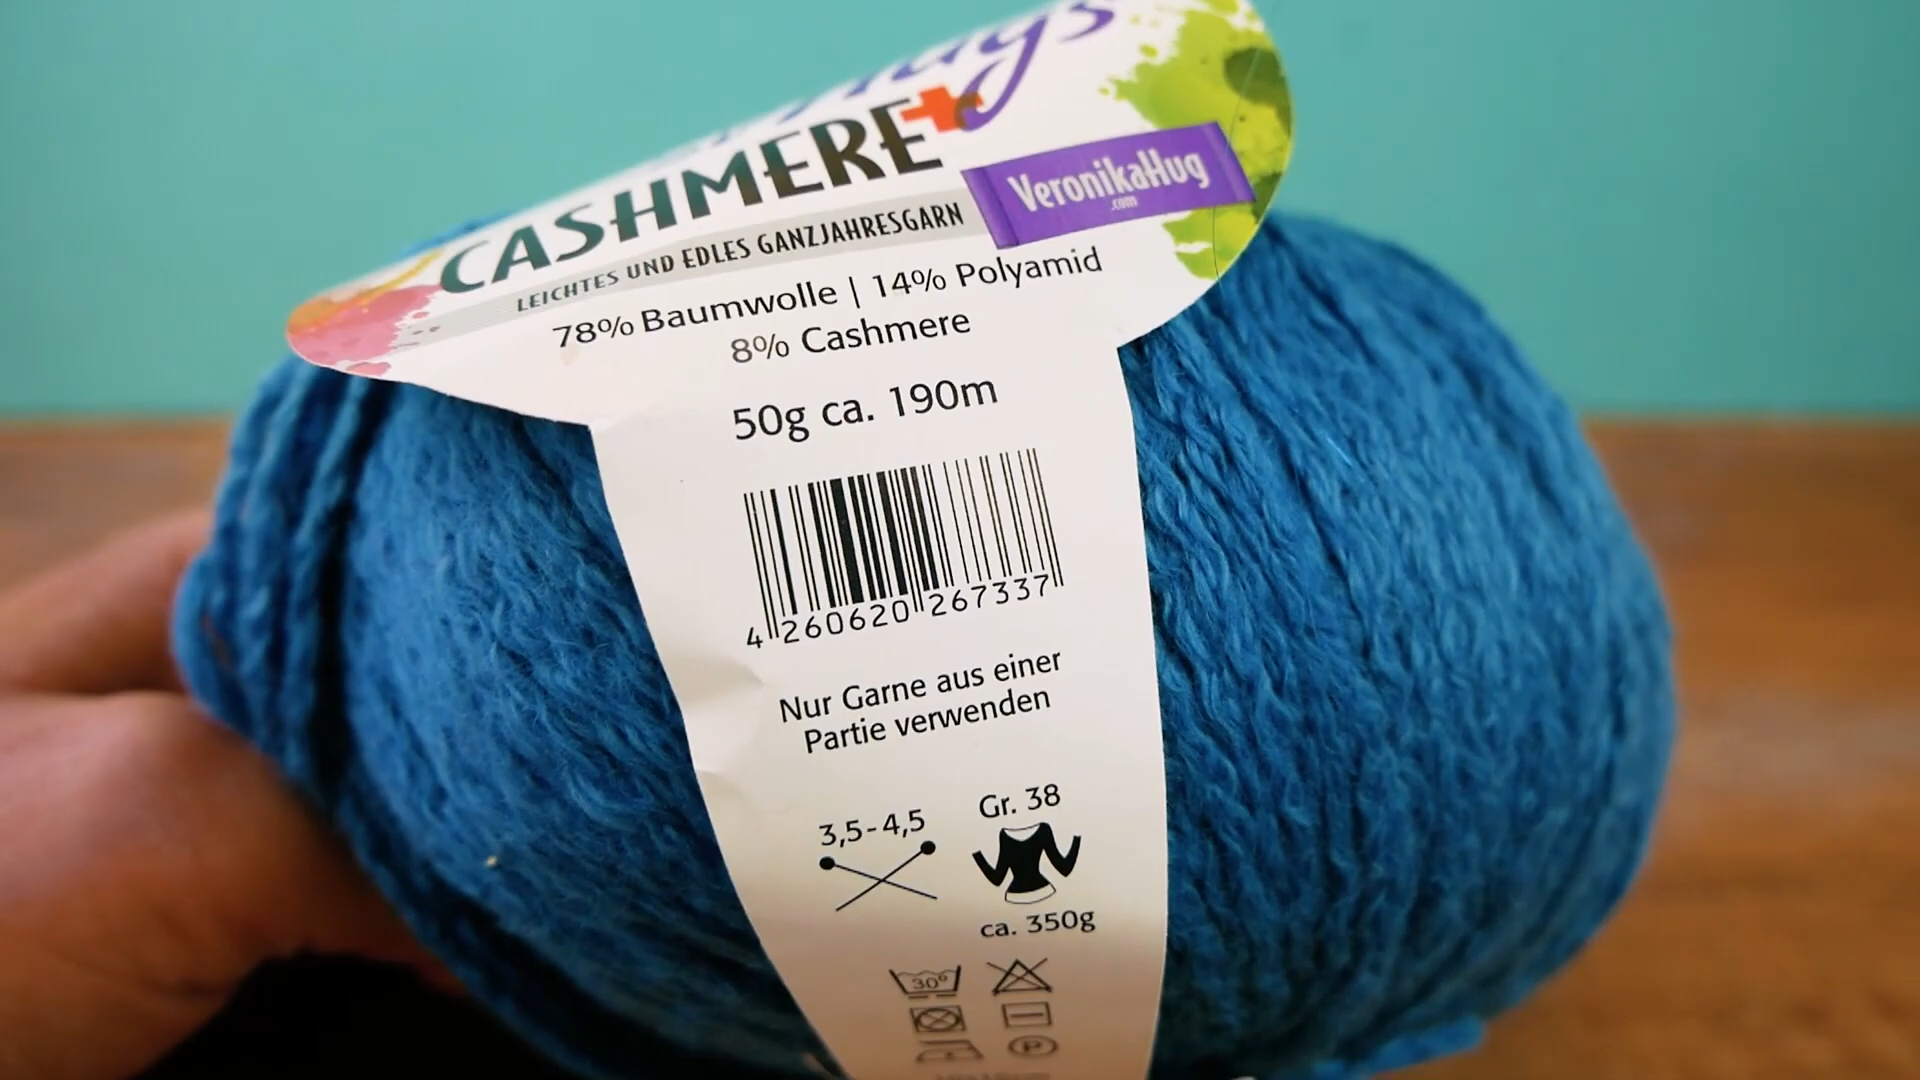 CASHMERE+
VeronikaHug
.com
LEICHTES UND EDLES GANZJAHRESGARN
78% Baumwolle | 14% Polyamid
8% Cashmere
50g ca. 190m
4 260620 267337
Nur Garne aus einer
Partie verwenden
3,5-4,5
Gr. 38
ca. 350g
30°
P